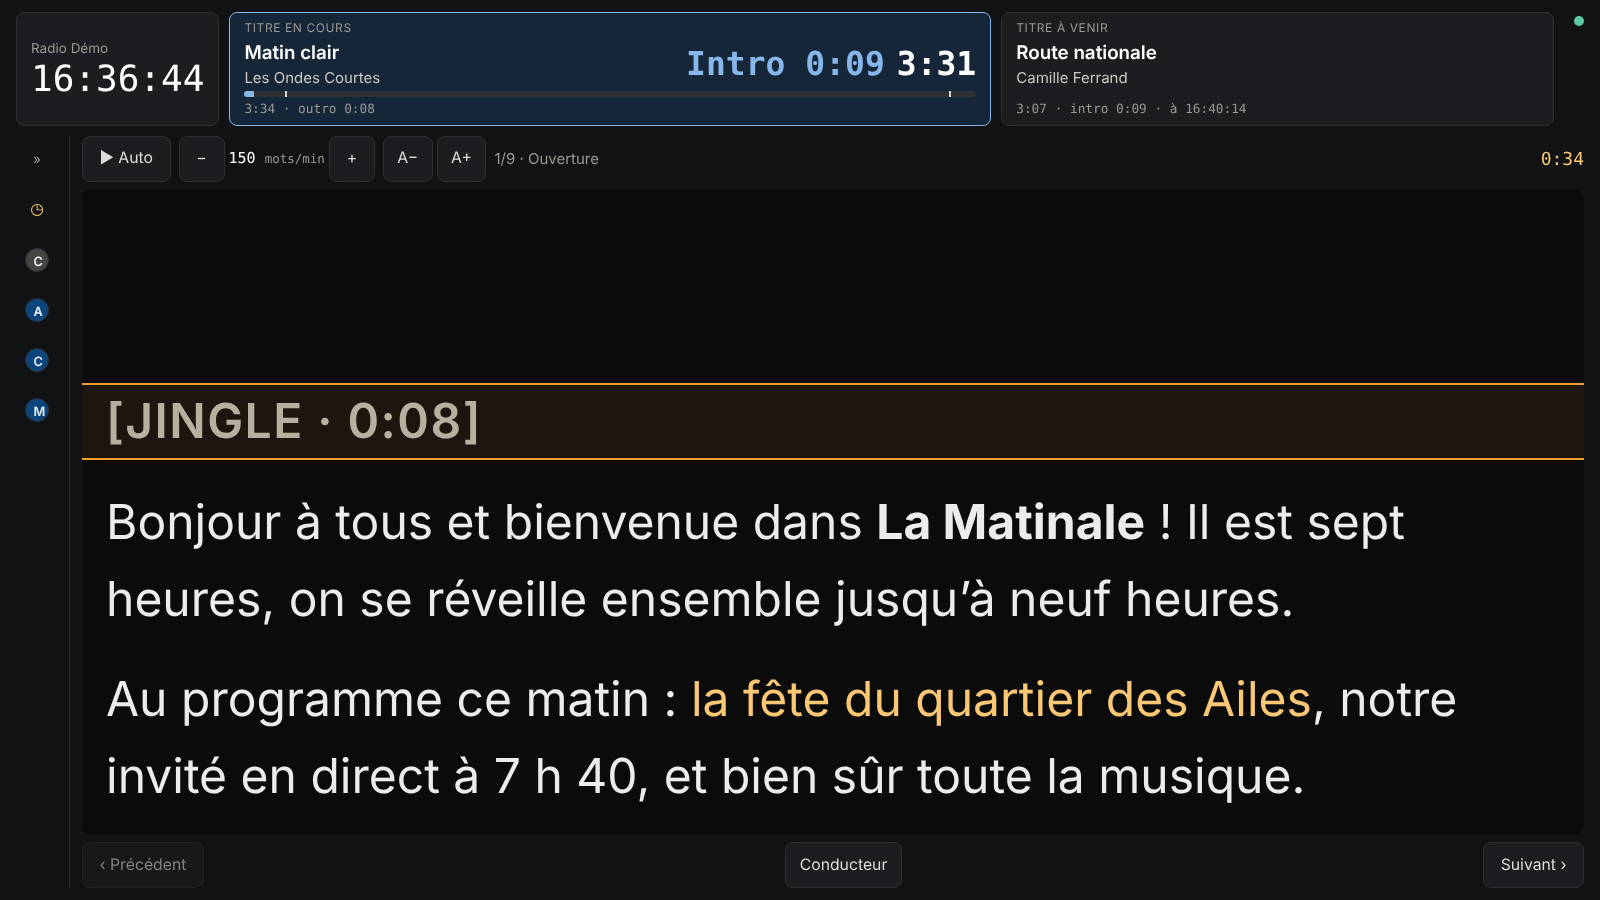 Radio Démo
16:36:44
TITRE EN COURS
Matin clair
Les Ondes Courtes
Intro 0:09 3:31
3:34 · outro 0:08
TITRE À VENIR
Route nationale
Camille Ferrand
3:07 · intro 0:09 · à 16:40:14
»
C
A
C
M
▶ Auto
− 150 mots/min +
A− A+
1/9 · Ouverture
0:34
[JINGLE · 0:08]
Bonjour à tous et bienvenue dans La Matinale ! Il est sept
heures, on se réveille ensemble jusqu’à neuf heures.
Au programme ce matin : la fête du quartier des Ailes, notre
invité en direct à 7 h 40, et bien sûr toute la musique.
‹ Précédent
Conducteur
Suivant ›